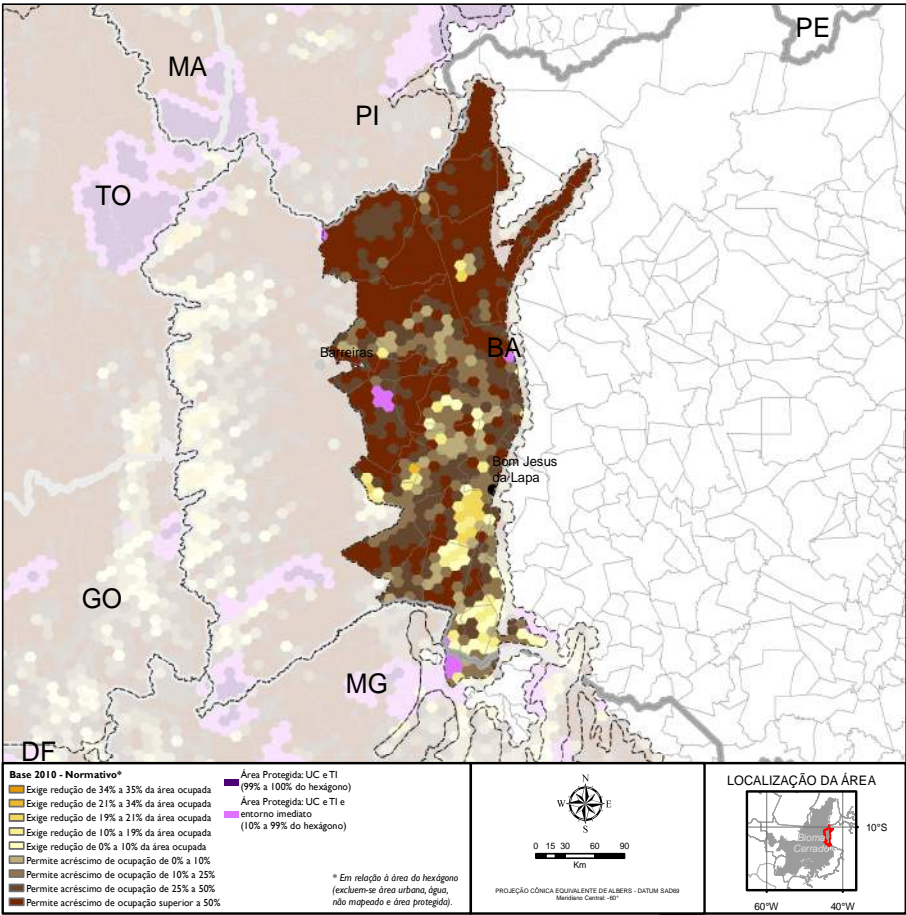 PE
MA
PI
TO
BA
Barreiras
Bom Jesus
da Lapa
GO
MG
DF
Base 2010 - Normativo*
Exige redução de 34% a 35% da área ocupada
Exige redução de 21% a 34% da área ocupada
Exige redução de 19% a 21% da área ocupada
Exige redução de 10% a 19% da área ocupada
Exige redução de 0% a 10% da área ocupada
Permite acréscimo de ocupação de 0% a 10%
Permite acréscimo de ocupação de 10% a 25%
Permite acréscimo de ocupação de 25% a 50%
Permite acréscimo de ocupação superior a 50%
Área Protegida: UC e TI
(99% a 100% do hexágono)
Área Protegida: UC e TI e
entorno imediato
(10% a 99% do hexágono)
* Em relação à área do hexágono
(excluem-se área urbana, água,
não mapeado e área protegida).
N
W E
S
0 15 30 60 90
Km
PROJEÇÃO CÔNICA EQUIVALENTE DE ALBERS - DATUM SAD69
Meridiano Central: -60°
LOCALIZAÇÃO DA ÁREA
Bioma
Cerrado
10°S
60°W 40°W